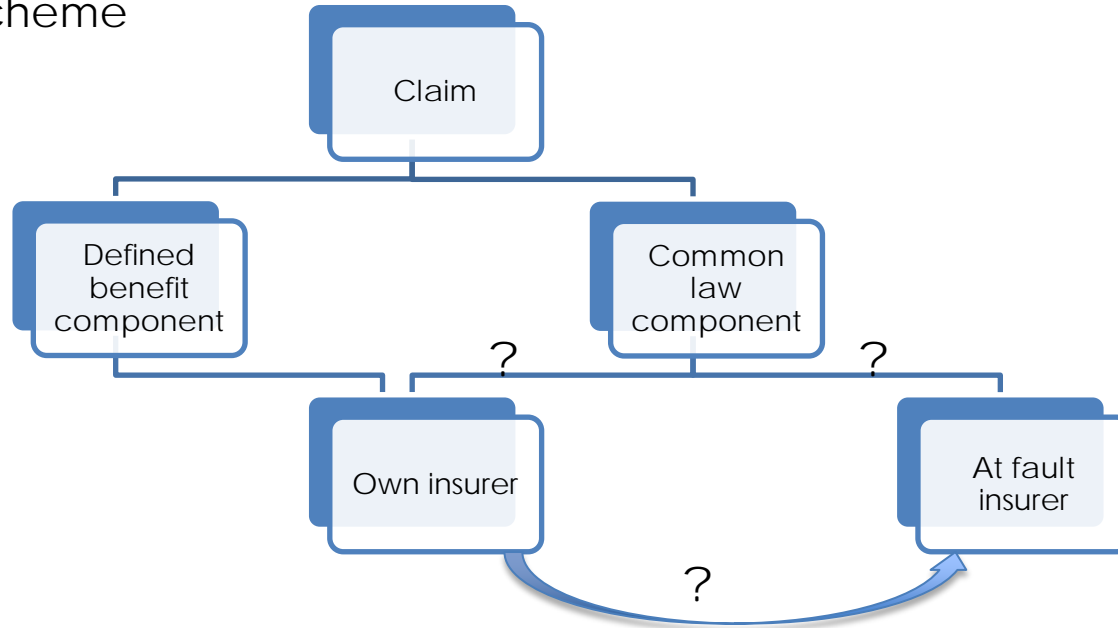 cheme
Claim
Defined
benefit
component
Common
law
component
?
?
Own insurer
At fault
insurer
?